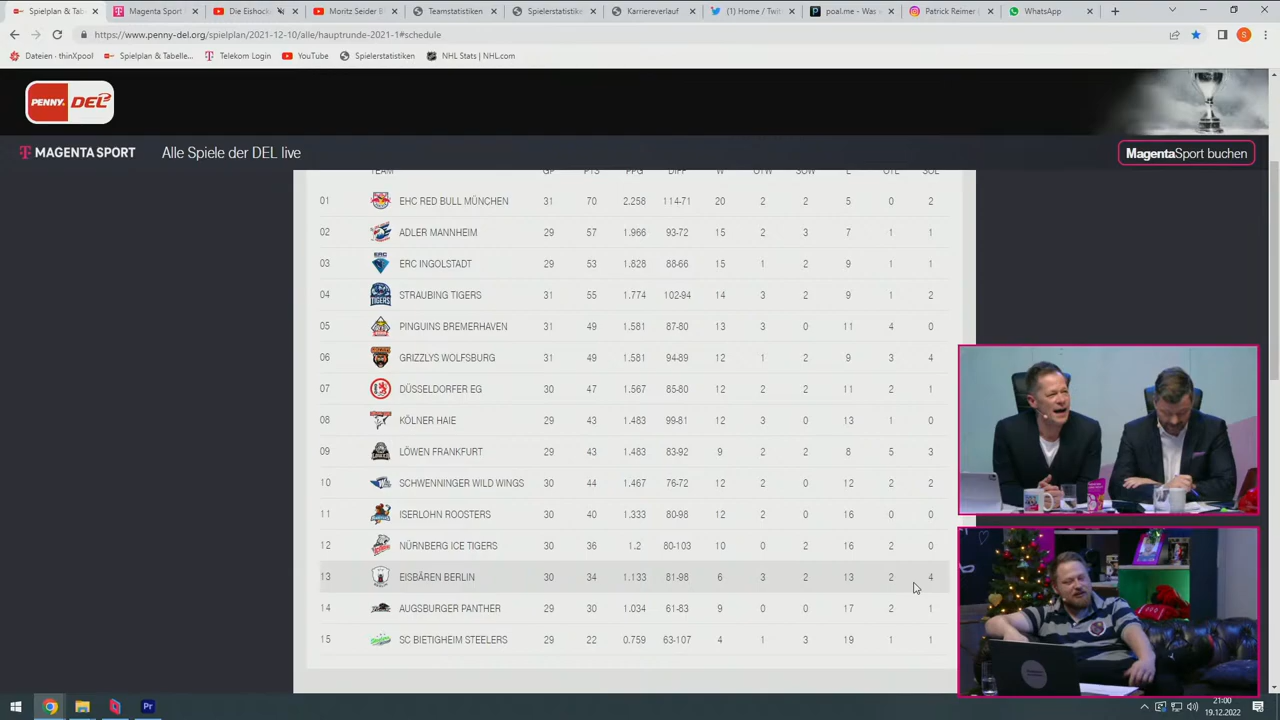 Spielplan & Tab
Magenta Sport
Die Eishock
Moritz Seider B
Teamstatistiken
Spielerstatistike
Karriereverlauf
(1) Home / Twit
poal.me - Was
Patrick Reimer
WhatsApp
https://www.penny-del.org/spielplan/2021-12-10/alle/hauptrunde-2021-1#schedule
S
Dateien - thinXpool
Spielplan & Tabelle...
Telekom Login
YouTube
Spielerstatistiken
NHL Stats | NHL.com
PENNY. DEL
T MAGENTA SPORT
Alle Spiele der DEL live
MagentaSport buchen
TEAM GP PTS PPG DIFF W OTW SOW L OTL SOL
01 EHC RED BULL MÜNCHEN 31 70 2.258 114-71 20 2 2 5 0 2
02 ADLER MANNHEIM 29 57 1.966 93-72 15 2 3 7 1 1
03 ERC INGOLSTADT 29 53 1.828 88-66 15 1 2 9 1 1
04 STRAUBING TIGERS 31 55 1.774 102-94 14 3 2 9 1 2
05 PINGUINS BREMERHAVEN 31 49 1.581 87-80 13 3 0 11 4 0
06 GRIZZLYS WOLFSBURG 31 49 1.581 94-89 12 1 2 9 3 4
07 DÜSSELDORFER EG 30 47 1.567 85-80 12 2 2 11 2 1
08 KÖLNER HAIE 29 43 1.483 99-81 12 3 0 13 1 0
09 LÖWEN FRANKFURT 29 43 1.483 83-92 9 2 2 8 5 3
10 SCHWENNINGER WILD WINGS 30 44 1.467 76-72 12 2 0 12 2 2
11 ISERLOHN ROOSTERS 30 40 1.333 80-98 12 2 0 16 0 0
12 NÜRNBERG ICE TIGERS 30 36 1.2 80-103 10 0 2 16 2 0
13 EISBÄREN BERLIN 30 34 1.133 81-98 6 3 2 13 2 4
14 AUGSBURGER PANTHER 29 30 1.034 61-83 9 0 0 17 2 1
15 SC BIETIGHEIM STEELERS 29 22 0.759 63-107 4 1 3 19 1 1
Pr
21:00
19.12.2022